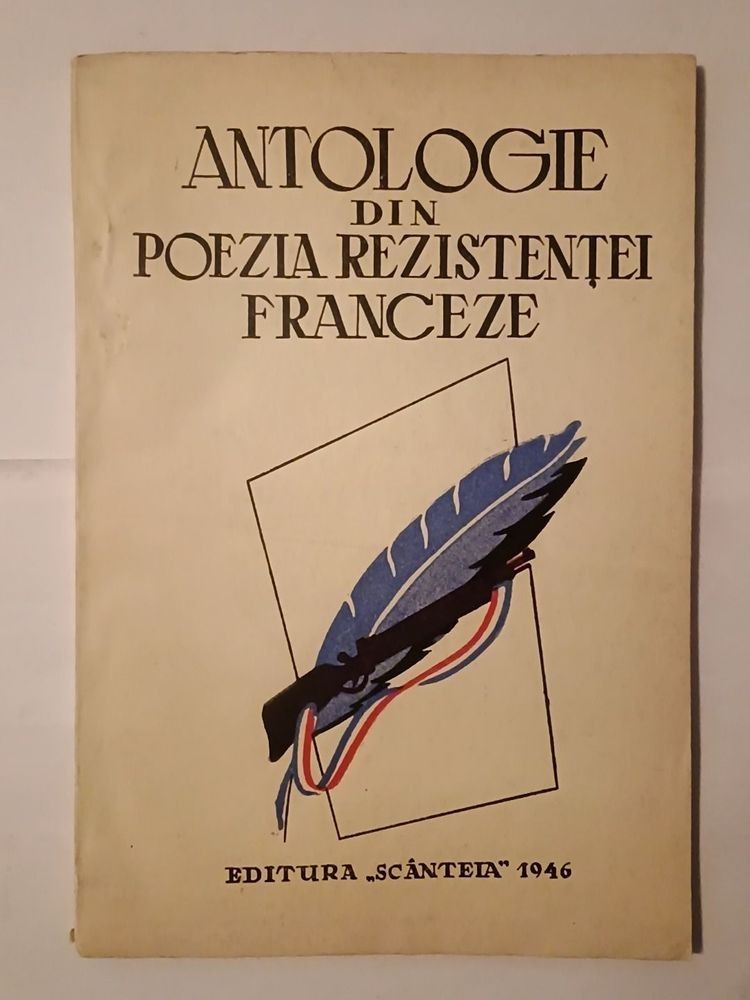 ANTOLOGIE
DIN
POEZIA REZISTENȚEI
FRANCEZE
EDITURA „SCÂNTEIA” 1946